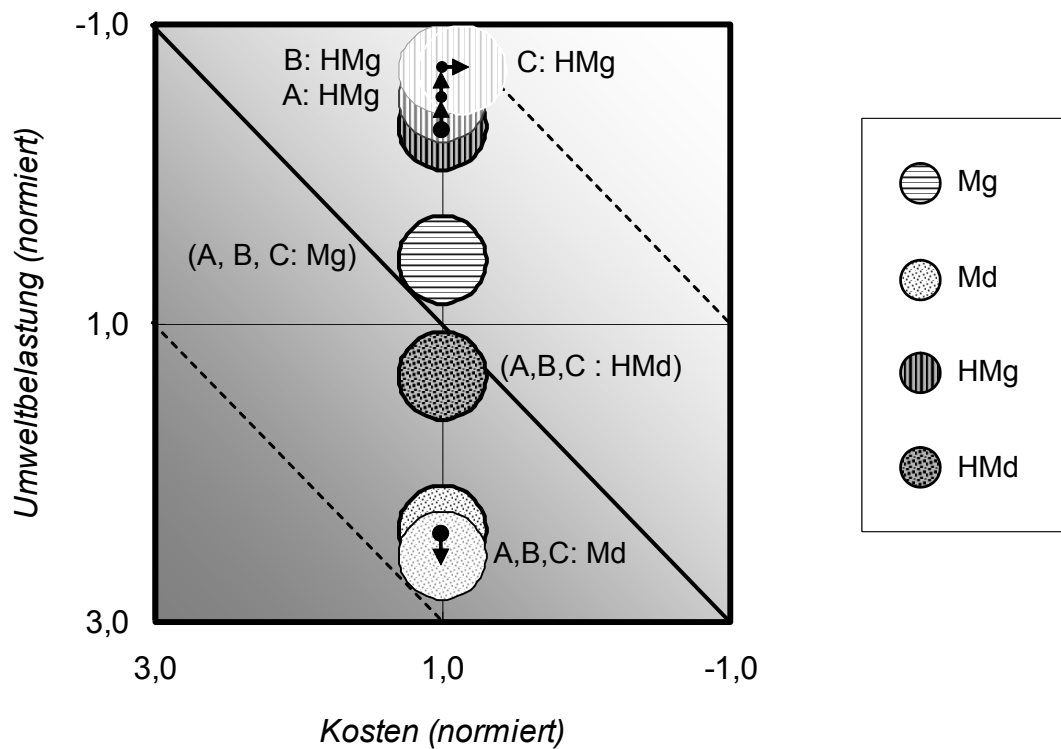 -1,0
B: HMg
C: HMg
A: HMg
Mg
(A, B, C: Mg)
Md
Umweltbelastung (normiert)
1,0
(A,B,C : HMd)
HMg
HMd
A,B,C: Md
3,0
3,0
1,0
-1,0
Kosten (normiert)